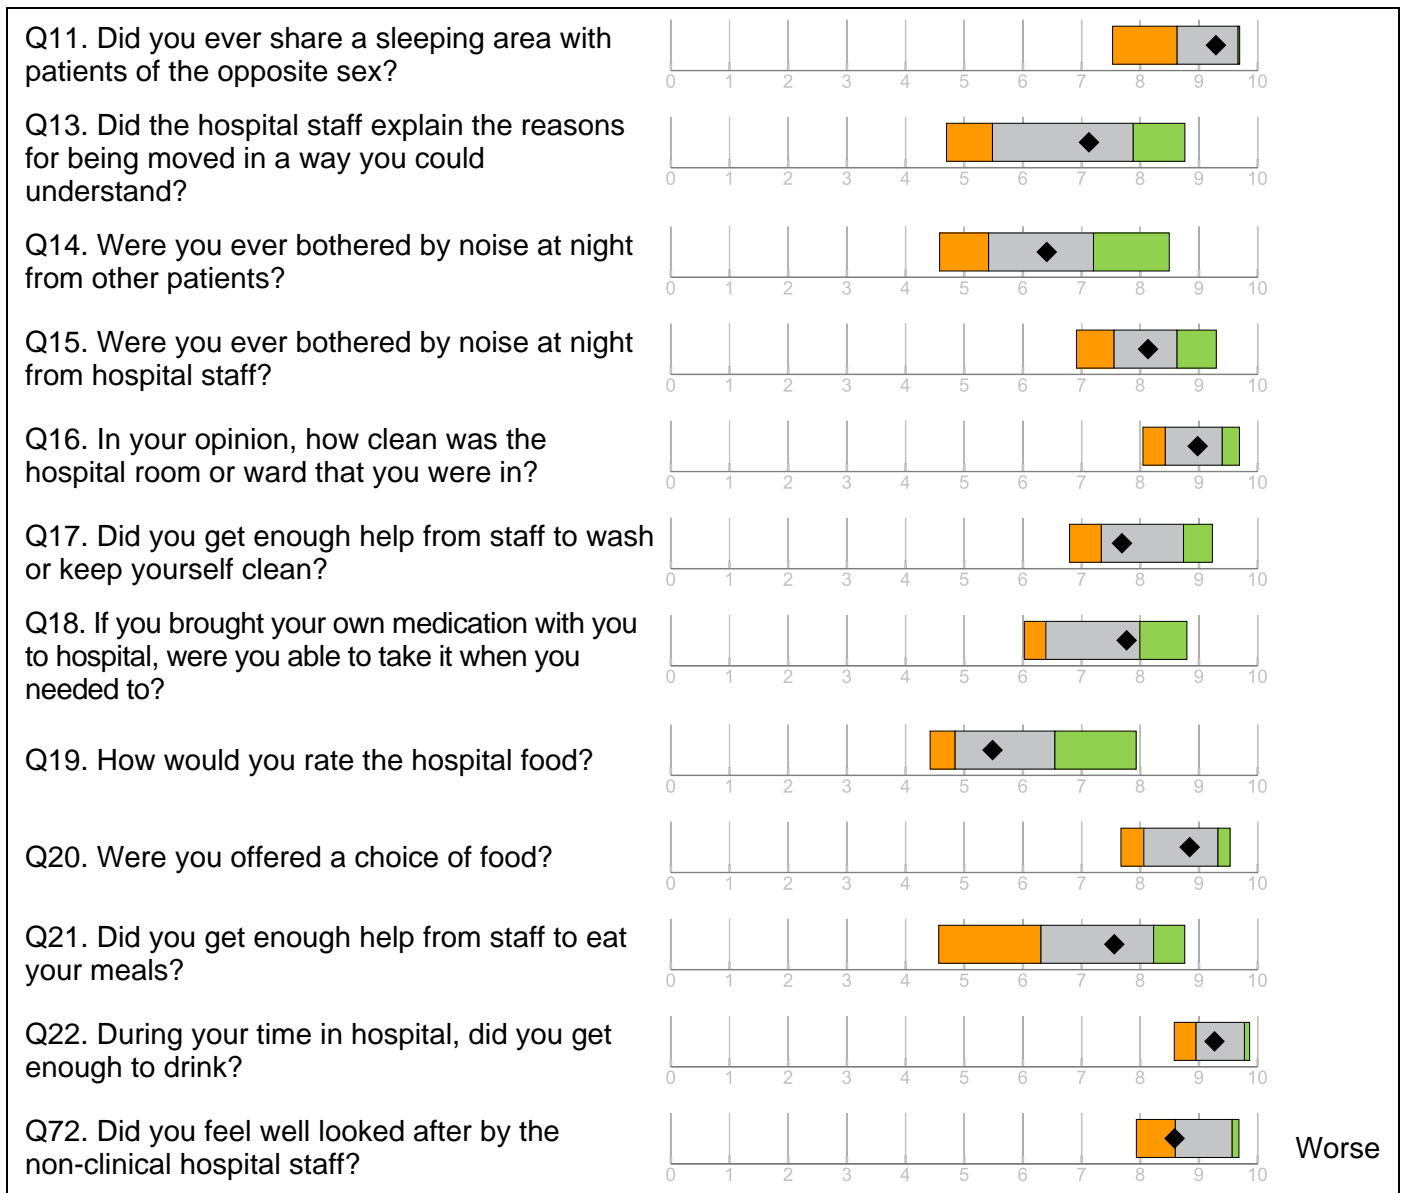 Q11. Did you ever share a sleeping area with
patients of the opposite sex?
0 1 2 3 4 5 6 7 8 9 10
Q13. Did the hospital staff explain the reasons
for being moved in a way you could
understand?
0 1 2 3 4 5 6 7 8 9 10
Q14. Were you ever bothered by noise at night
from other patients?
0 1 2 3 4 5 6 7 8 9 10
Q15. Were you ever bothered by noise at night
from hospital staff?
0 1 2 3 4 5 6 7 8 9 10
Q16. In your opinion, how clean was the
hospital room or ward that you were in?
0 1 2 3 4 5 6 7 8 9 10
Q17. Did you get enough help from staff to wash
or keep yourself clean?
0 1 2 3 4 5 6 7 8 9 10
Q18. If you brought your own medication with you
to hospital, were you able to take it when you
needed to?
0 1 2 3 4 5 6 7 8 9 10
Q19. How would you rate the hospital food?
0 1 2 3 4 5 6 7 8 9 10
Q20. Were you offered a choice of food?
0 1 2 3 4 5 6 7 8 9 10
Q21. Did you get enough help from staff to eat
your meals?
0 1 2 3 4 5 6 7 8 9 10
Q22. During your time in hospital, did you get
enough to drink?
0 1 2 3 4 5 6 7 8 9 10
Q72. Did you feel well looked after by the
non-clinical hospital staff?
0 1 2 3 4 5 6 7 8 9 10
Worse